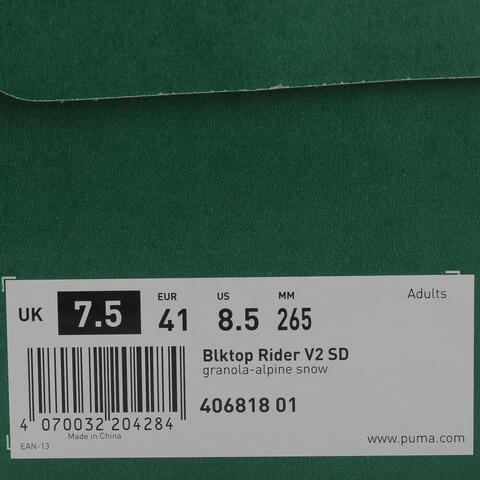 Adults
UK 7.5 EUR 41 US 8.5 MM 265
Blktop Rider V2 SD
granola-alpine snow
406818 01
4 070032 204284
Made in China
EAN-13
www.puma.com